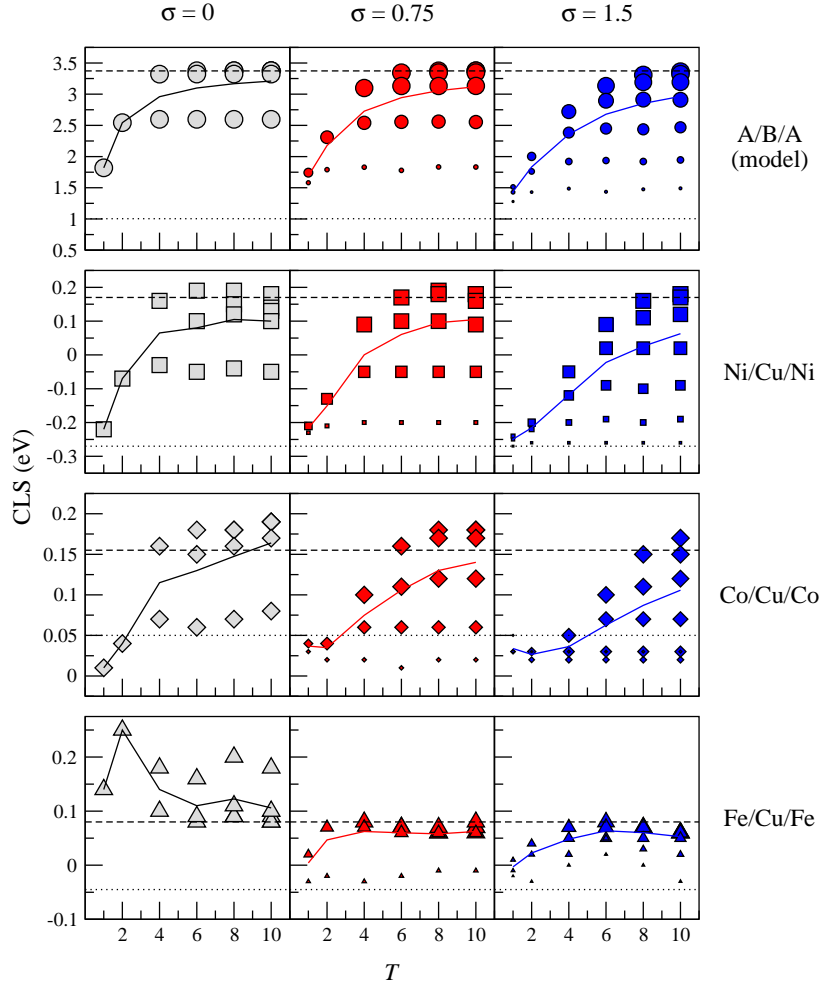 σ = 0 σ = 0.75 σ = 1.5
3.5
3
2.5
2
1.5
1
0.5
A/B/A
(model)
0.2
0.1
0
-0.1
-0.2
-0.3
Ni/Cu/Ni
CLS (eV)
0.2
0.15
0.1
0.05
0
Co/Cu/Co
0.2
0.1
0
-0.1
Fe/Cu/Fe
2 4 6 8 10 2 4 6 8 10 2 4 6 8 10
T